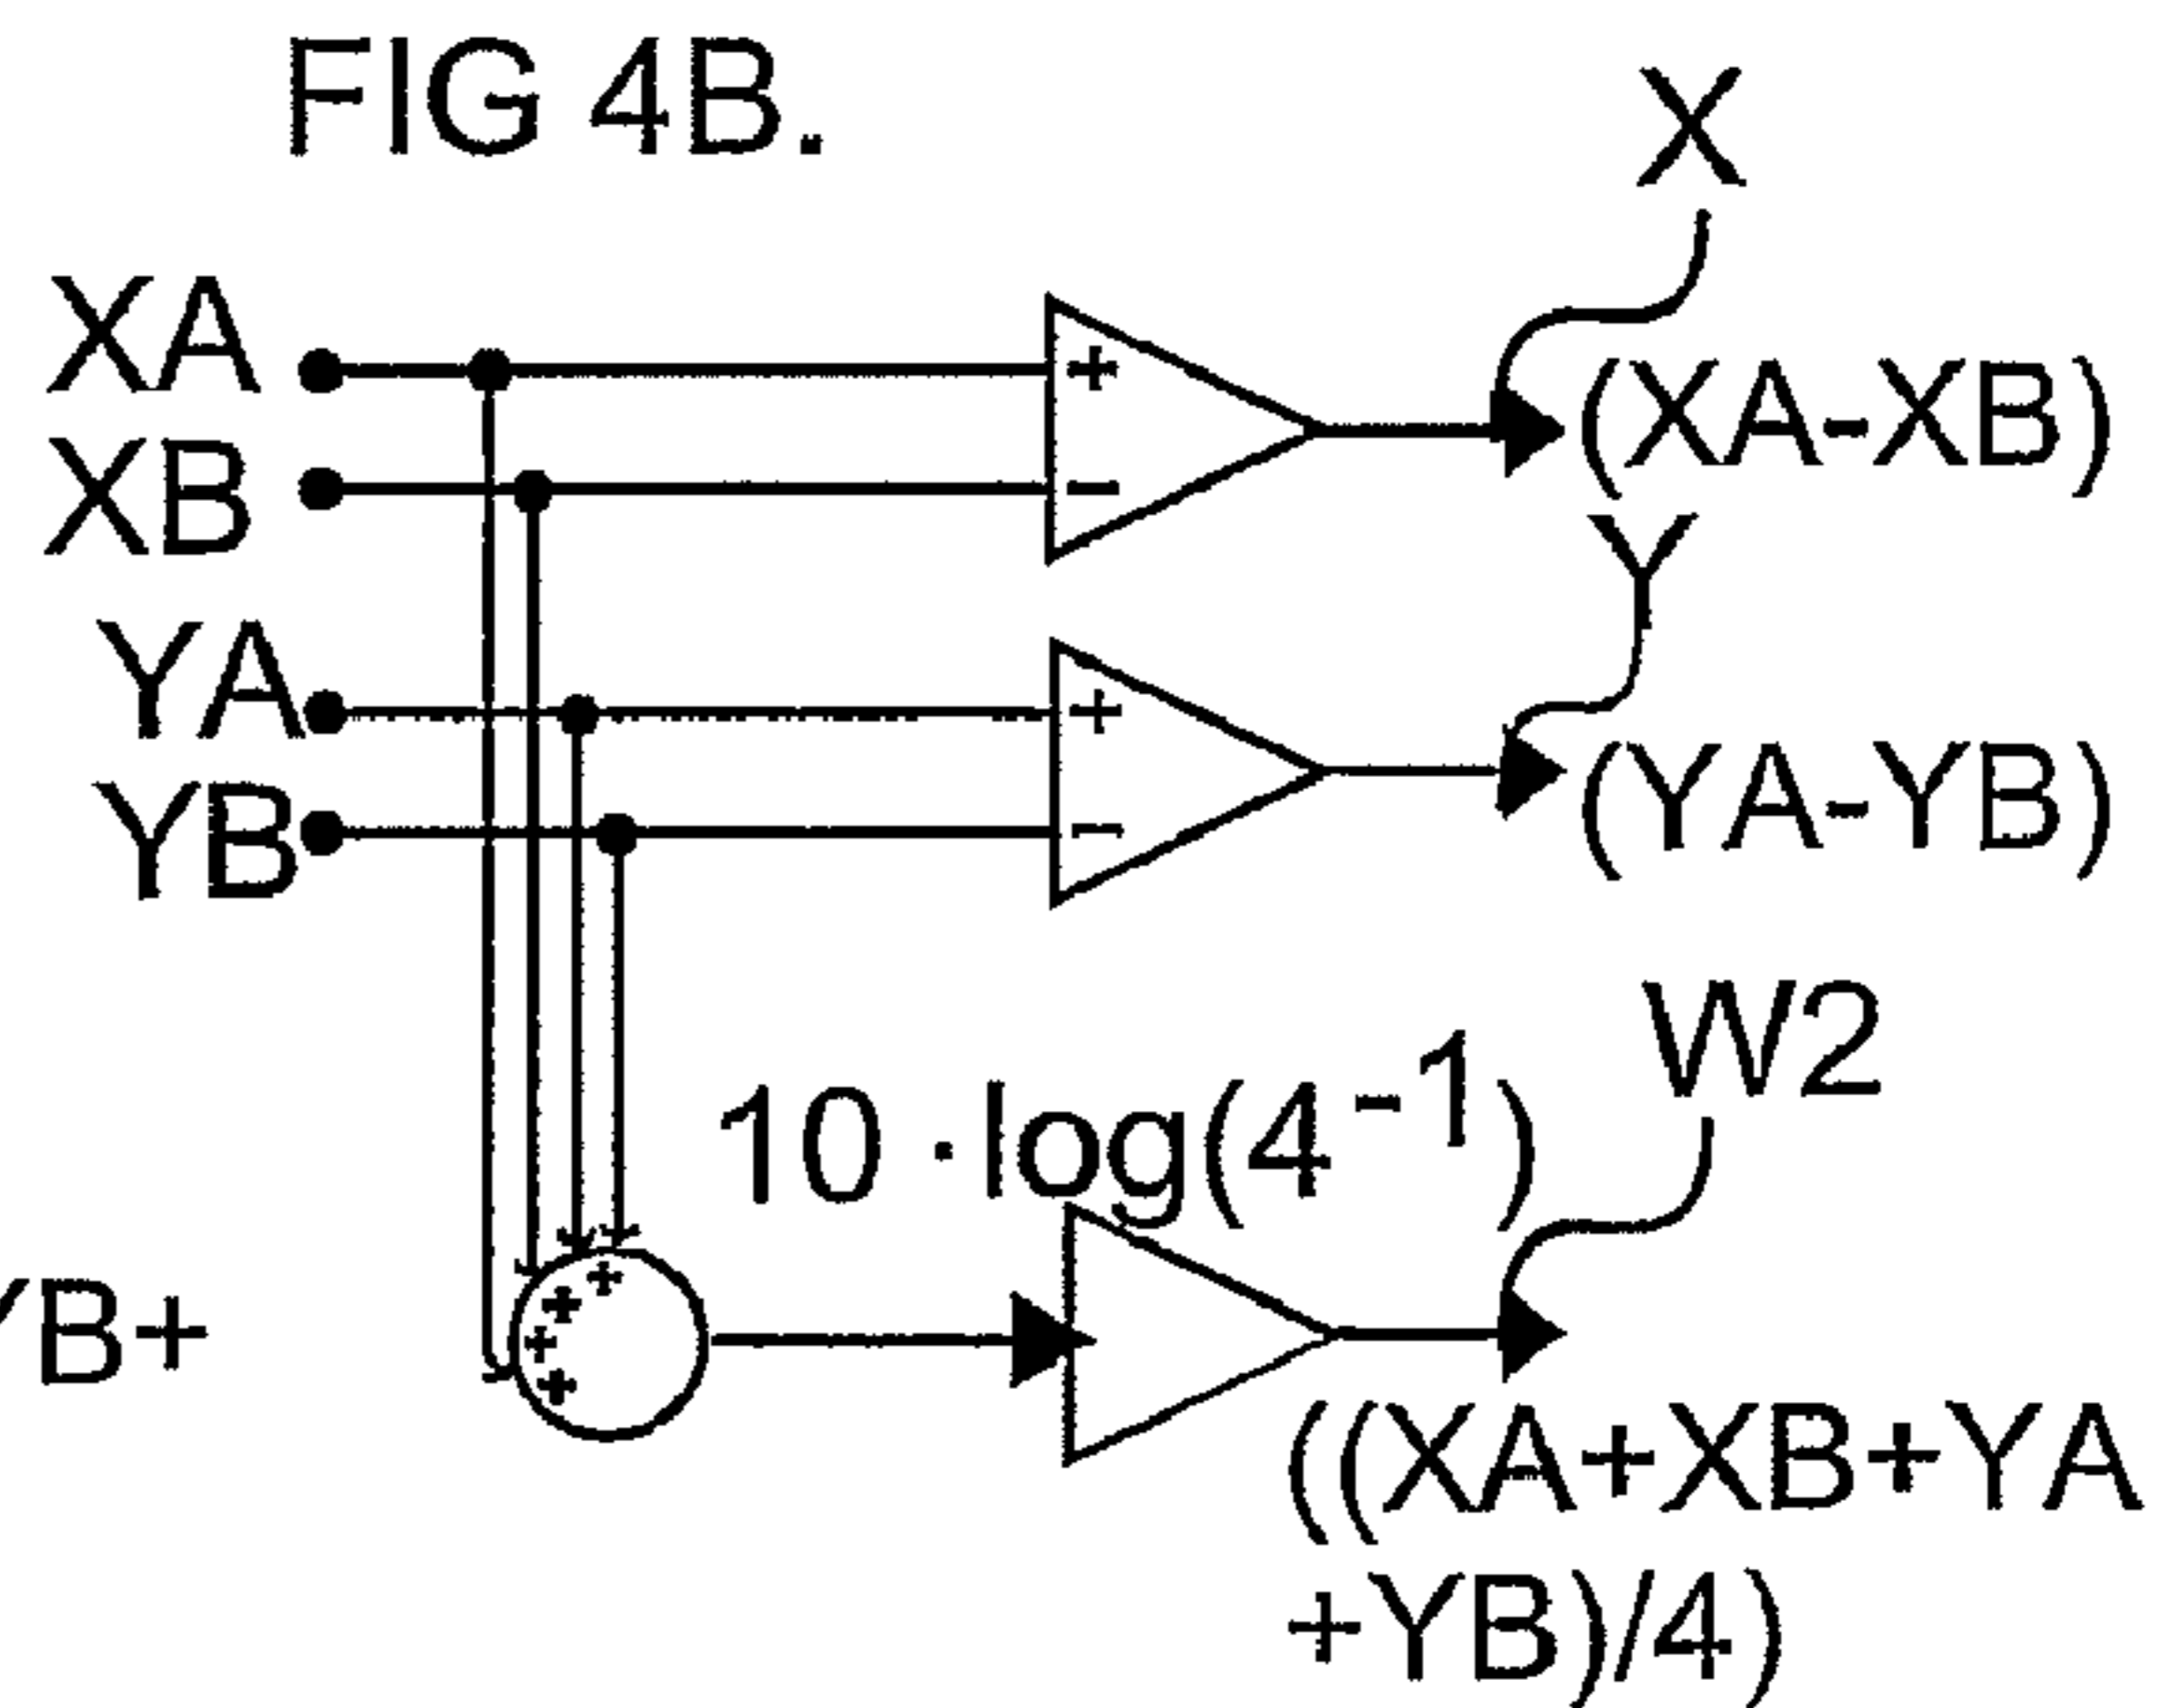 FIG 4B.
X
XA
+
(XA-XB)
XB
−
Y
YA
+
(YA-YB)
YB
−
W2
10 ·log(4⁻¹)
+
+
+
+
YB+
((XA+XB+YA
+YB)/4)